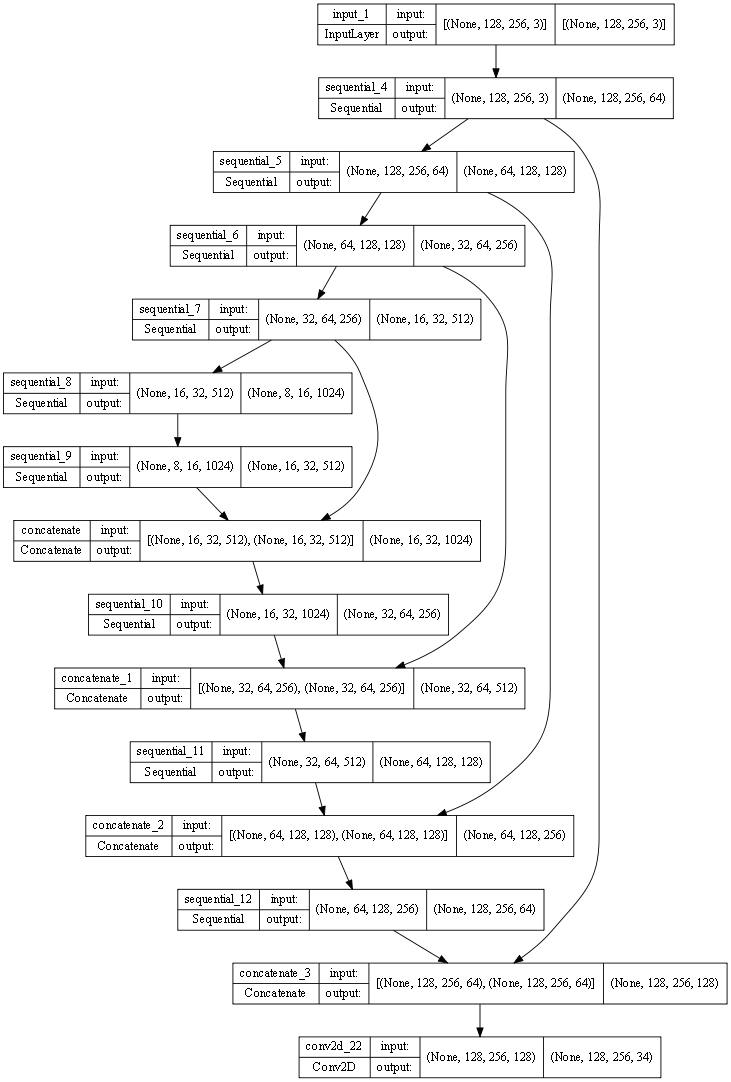 input_1 input: [(None, 128, 256, 3)] [(None, 128, 256, 3)]
InputLayer output:
sequential_4 input: (None, 128, 256, 3) (None, 128, 256, 64)
Sequential output:
sequential_5 input: (None, 128, 256, 64) (None, 64, 128, 128)
Sequential output:
sequential_6 input: (None, 64, 128, 128) (None, 32, 64, 256)
Sequential output:
sequential_7 input: (None, 32, 64, 256) (None, 16, 32, 512)
Sequential output:
sequential_8 input: (None, 16, 32, 512) (None, 8, 16, 1024)
Sequential output:
sequential_9 input: (None, 8, 16, 1024) (None, 16, 32, 512)
Sequential output:
concatenate input: [(None, 16, 32, 512), (None, 16, 32, 512)] (None, 16, 32, 1024)
Concatenate output:
sequential_10 input: (None, 16, 32, 1024) (None, 32, 64, 256)
Sequential output:
concatenate_1 input: [(None, 32, 64, 256), (None, 32, 64, 256)] (None, 32, 64, 512)
Concatenate output:
sequential_11 input: (None, 32, 64, 512) (None, 64, 128, 128)
Sequential output:
concatenate_2 input: [(None, 64, 128, 128), (None, 64, 128, 128)] (None, 64, 128, 256)
Concatenate output:
sequential_12 input: (None, 64, 128, 256) (None, 128, 256, 64)
Sequential output:
concatenate_3 input: [(None, 128, 256, 64), (None, 128, 256, 64)] (None, 128, 256, 128)
Concatenate output:
conv2d_22 input: (None, 128, 256, 128) (None, 128, 256, 34)
Conv2D output: